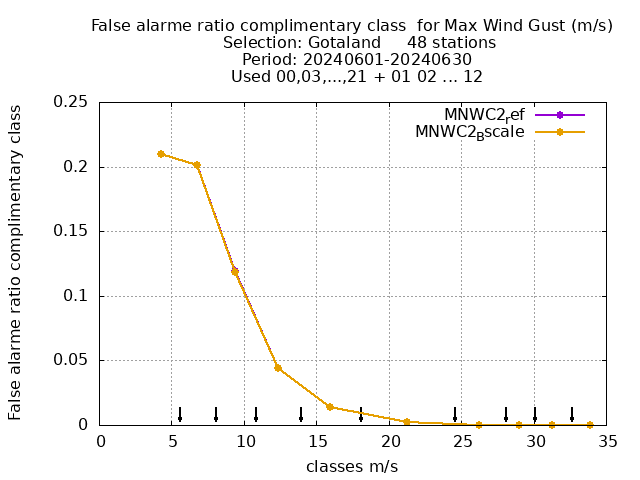 False alarme ratio complimentary class  for Max Wind Gust (m/s)
Selection: Gotaland     48 stations
Period: 20240601-20240630
Used 00,03,...,21 + 01 02 ... 12
False alarme ratio complimentary class
0.25
0.2
0.15
0.1
0.05
0
MNWC2ref
MNWC2Bscale
0 5 10 15 20 25 30 35
classes m/s